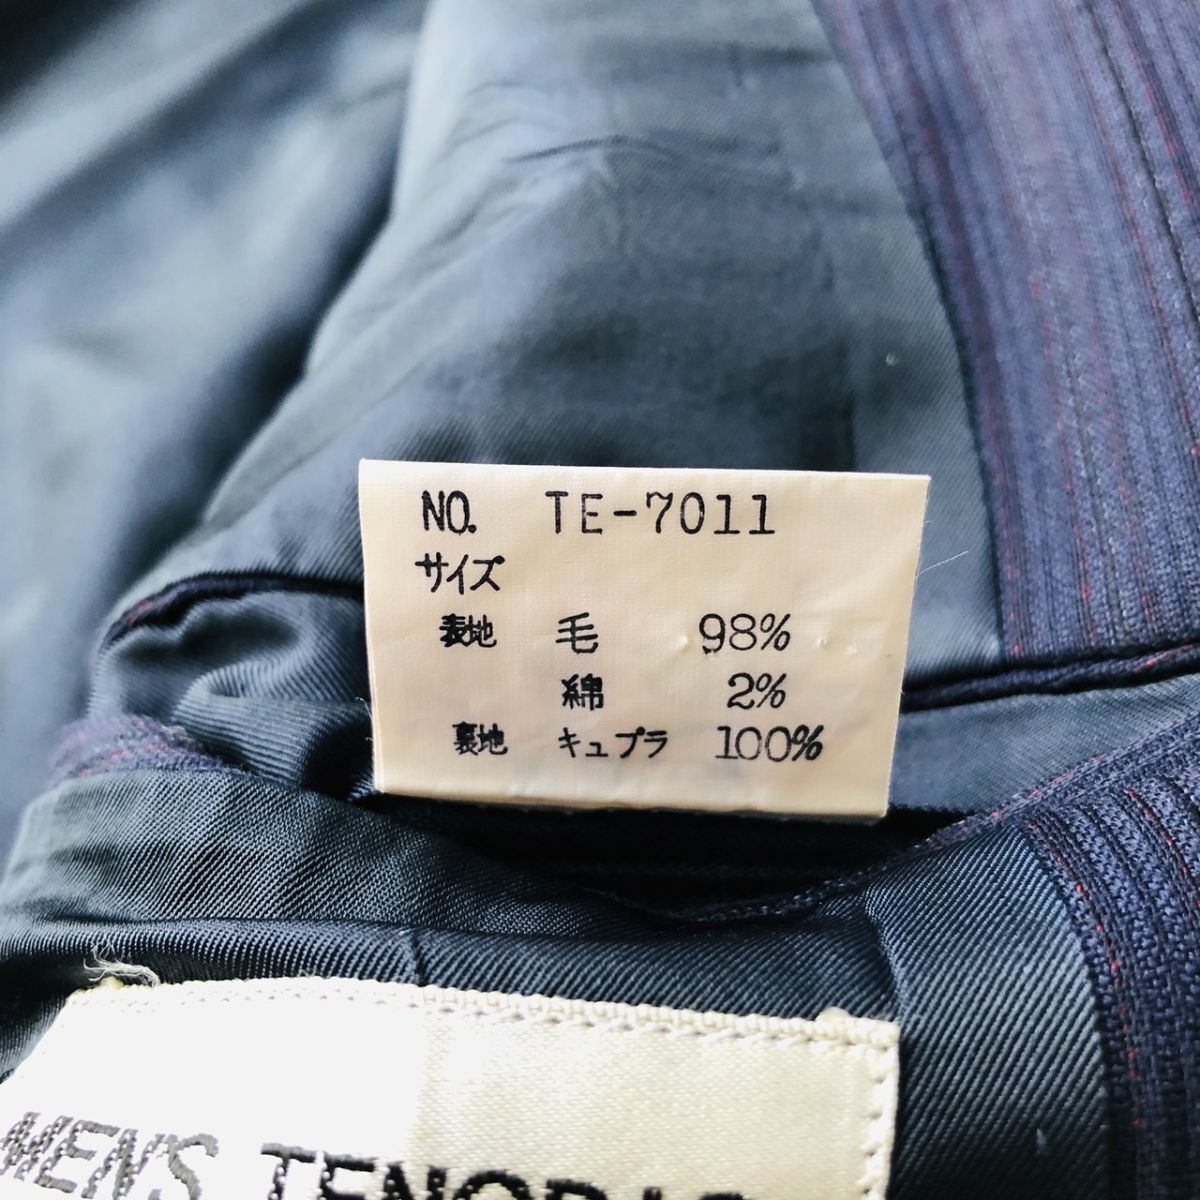 NO. TE-7011
サイズ
表地 毛 98%
綿 2%
裏地 キュプラ 100%
MEN'S TENORAS